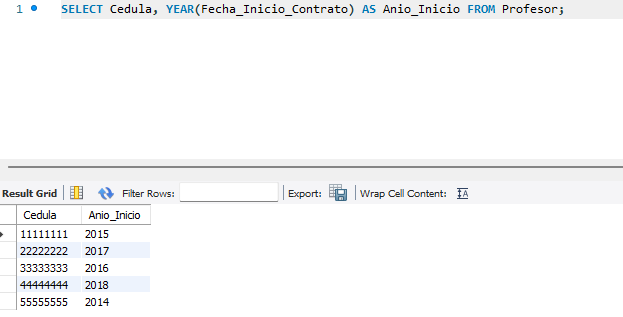 1 SELECT Cedula, YEAR(Fecha_Inicio_Contrato) AS Anio_Inicio FROM Profesor;
Result Grid Filter Rows: Export: Wrap Cell Content:
Cedula Anio_Inicio
11111111 2015
22222222 2017
33333333 2016
44444444 2018
55555555 2014